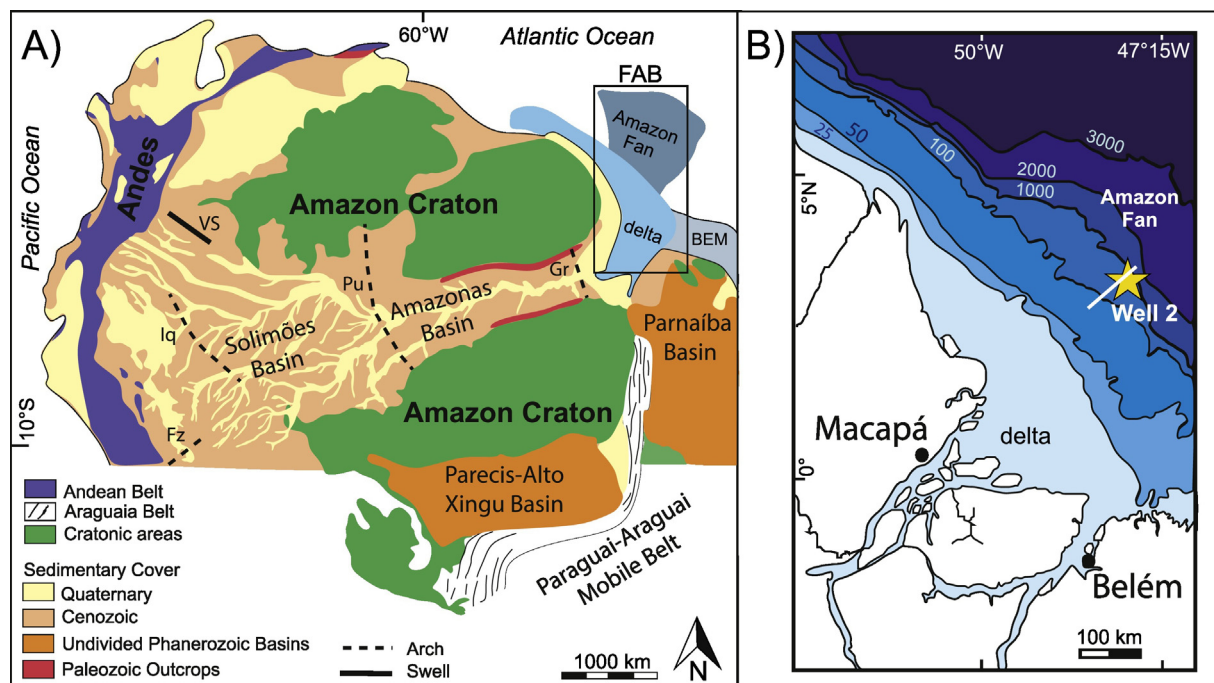 A)
60°W
Atlantic Ocean
FAB
Amazon
Fan
Pacific Ocean
Andes
VS
Amazon Craton
delta
BEM
Pu
Gr
Amazonas
Basin
Iq
Solimões
Basin
Parnaíba
Basin
10°S
Fz
Amazon Craton
Parecis-Alto
Xingu Basin
Paraguai-Araguai
Mobile Belt
Andean Belt
Araguaia Belt
Cratonic areas
Sedimentary Cover
Quaternary
Cenozoic
Undivided Phanerozoic Basins
Paleozoic Outcrops
Arch
Swell
1000 km
N
B)
50°W
47°15W
25
50
100
3000
2000
1000
5°N
Amazon
Fan
Well 2
Macapá
delta
0°
Belém
100 km